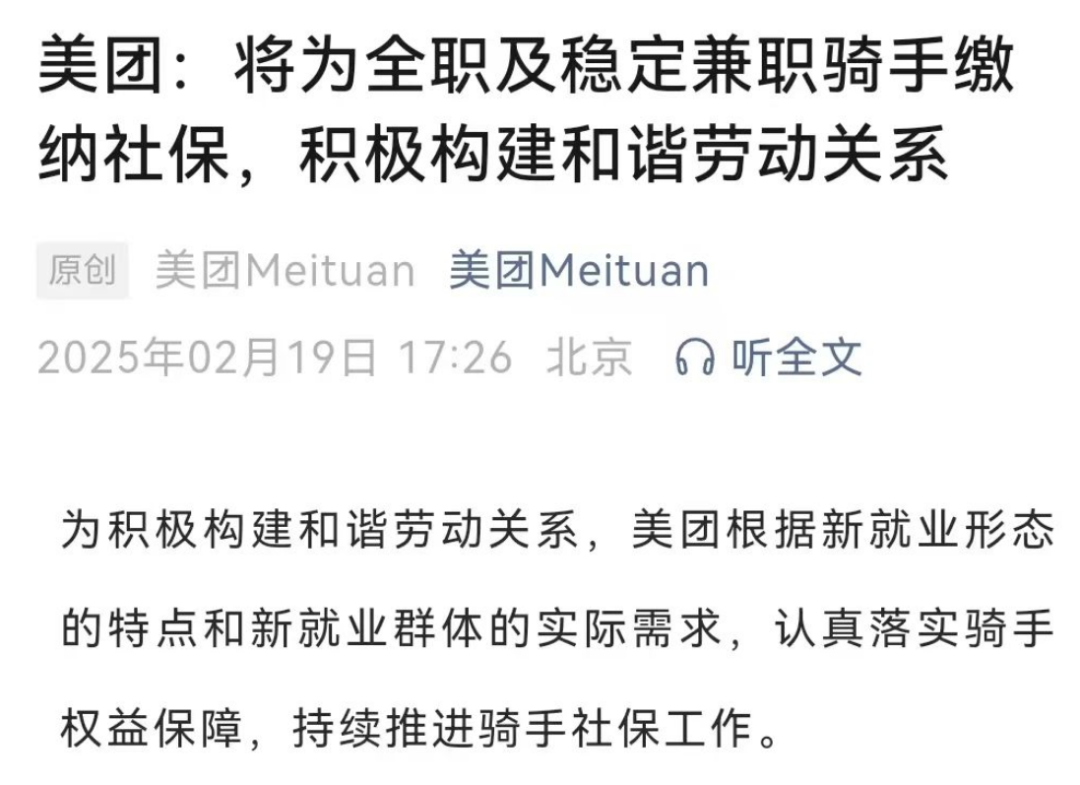 美团：将为全职及稳定兼职骑手缴
纳社保，积极构建和谐劳动关系
原创 美团Meituan 美团Meituan
2025年02月19日 17:26 北京 听全文
为积极构建和谐劳动关系，美团根据新就业形态
的特点和新就业群体的实际需求，认真落实骑手
权益保障，持续推进骑手社保工作。